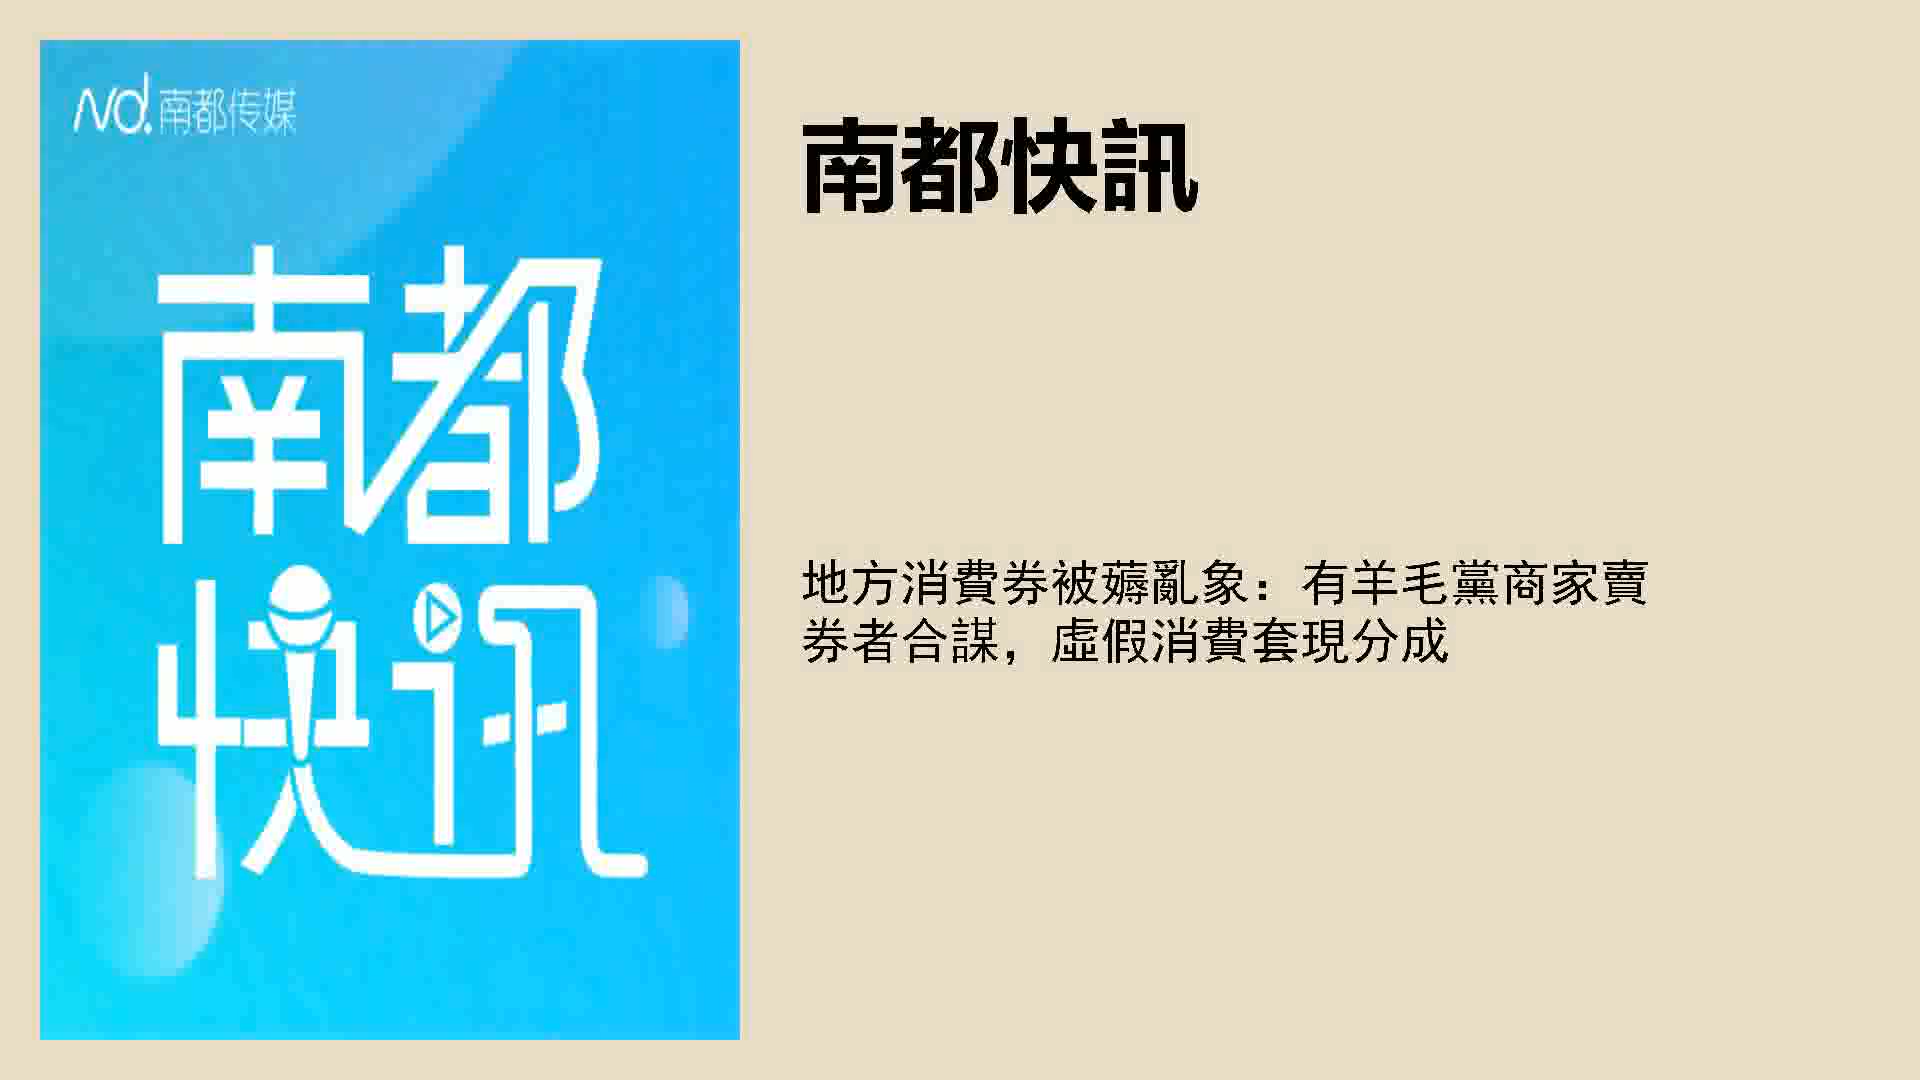 Nd.南都传媒
南都
快讯
南都快訊
地方消費券被薅亂象：有羊毛黨商家賣
券者合謀，虛假消費套現分成